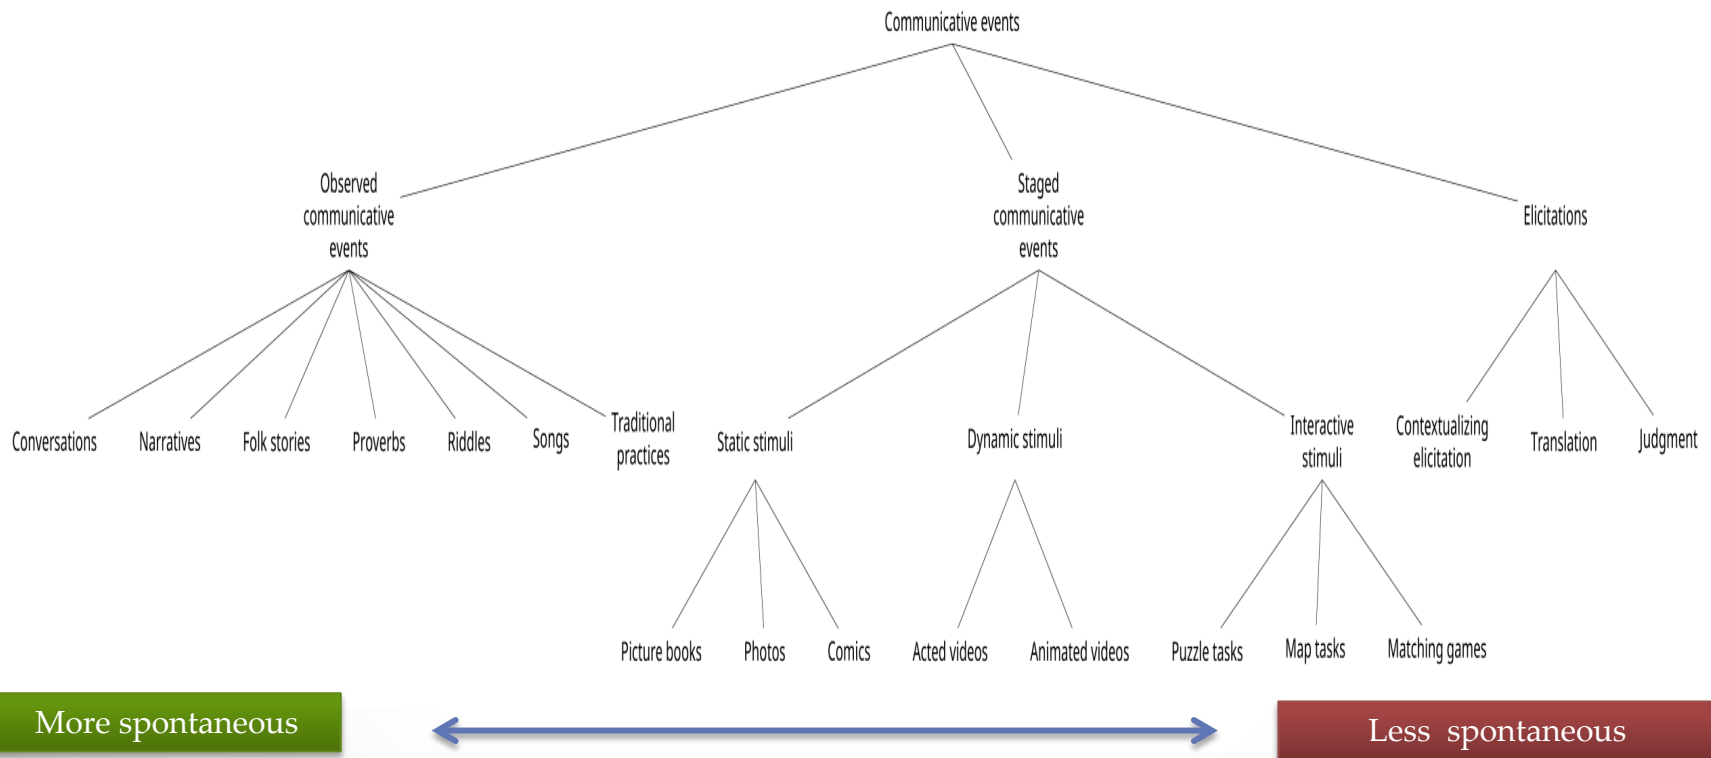 Communicative events
Observed
communicative
events
Staged
communicative
events
Elicitations
Conversations
Narratives
Folk stories
Proverbs
Riddles
Songs
Traditional
practices
Static stimuli
Dynamic stimuli
Interactive
stimuli
Contextualizing
elicitation
Translation
Judgment
Picture books
Photos
Comics
Acted videos
Animated videos
Puzzle tasks
Map tasks
Matching games
More spontaneous
Less spontaneous